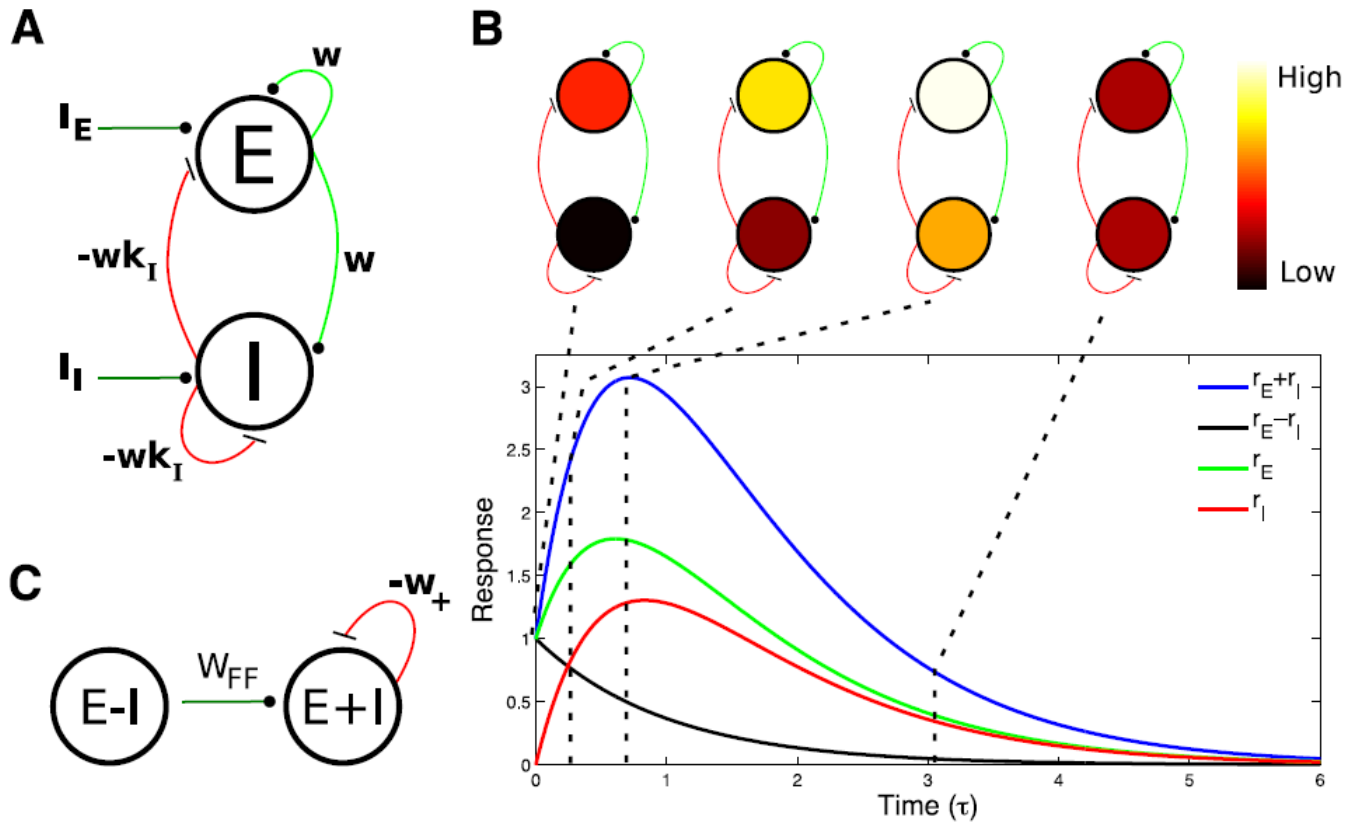 A
w
I_E
E
-wk_I
w
I_I
I
-wk_I
B
High
Low
Response
3
2.5
2
1.5
1
0.5
0
0 1 2 3 4 5 6
Time (τ)
r_E+r_I
r_E−r_I
r_E
r_I
C
-w_+
W_FF
E-I
E+I